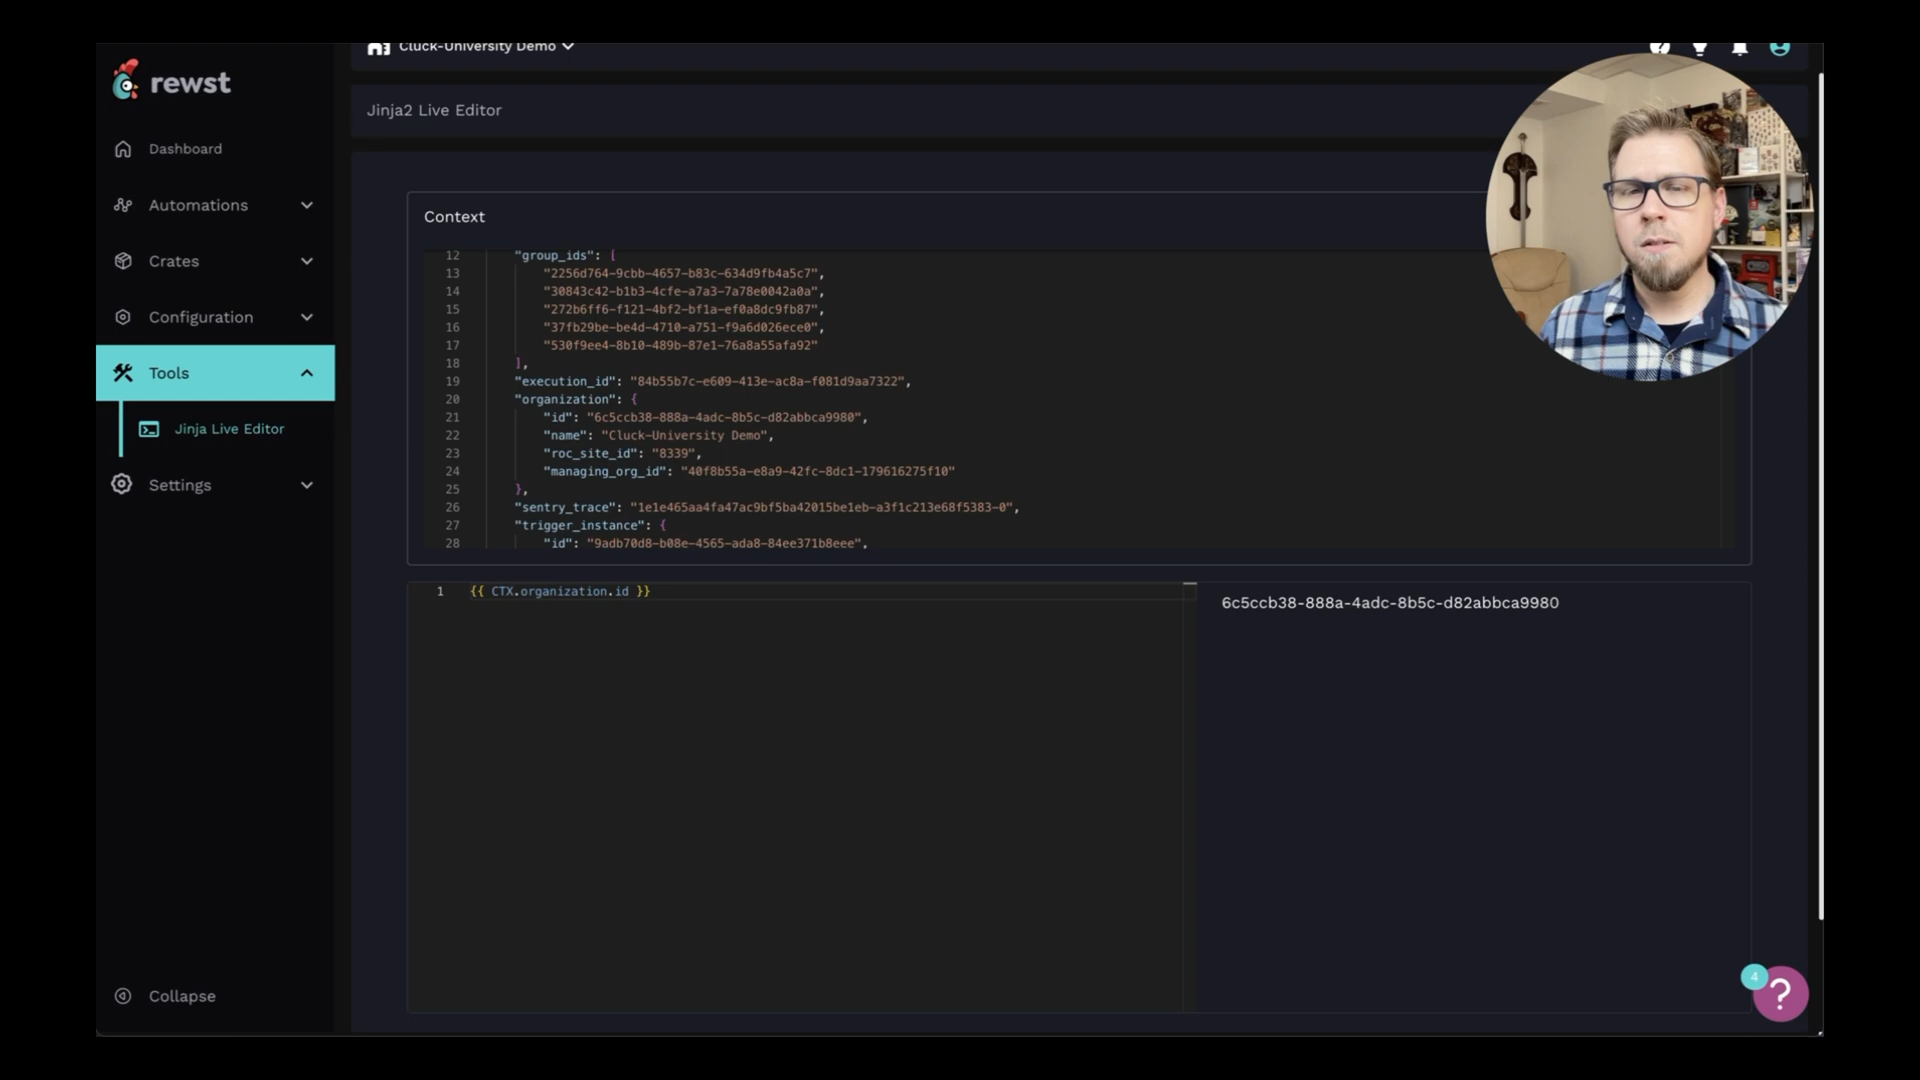 Cluck-University Demo
rewst
Jinja2 Live Editor
Dashboard
Automations
Crates
Configuration
Tools
Jinja Live Editor
Settings
Collapse
Context
12 "group_ids": [
13 "2256d764-9cbb-4657-b83c-634d9fb4a5c7",
14 "30843c42-b1b3-4cfe-a7a3-7a78e0042a0a",
15 "272b6ff6-f121-4bf2-bf1a-ef0a8dc9fb87",
16 "37fb29be-be4d-4710-a751-f9a6d026ece0",
17 "530f9ee4-8b10-489b-87e1-76a8a55afa92"
18 ],
19 "execution_id": "84b55b7c-e609-413e-ac8a-f081d9aa7322",
20 "organization": {
21 "id": "6c5ccb38-888a-4adc-8b5c-d82abbca9980",
22 "name": "Cluck-University Demo",
23 "roc_site_id": "8339",
24 "managing_org_id": "40f8b55a-e8a9-42fc-8dc1-179616275f10"
25 },
26 "sentry_trace": "1e1e465aa4fa47ac9bf5ba42015be1eb-a3f1c213e68f5383-0",
27 "trigger_instance": {
28 "id": "9adb70d8-b08e-4565-ada8-84ee371b8eee",
1 {{ CTX.organization.id }}
6c5ccb38-888a-4adc-8b5c-d82abbca9980
4
?